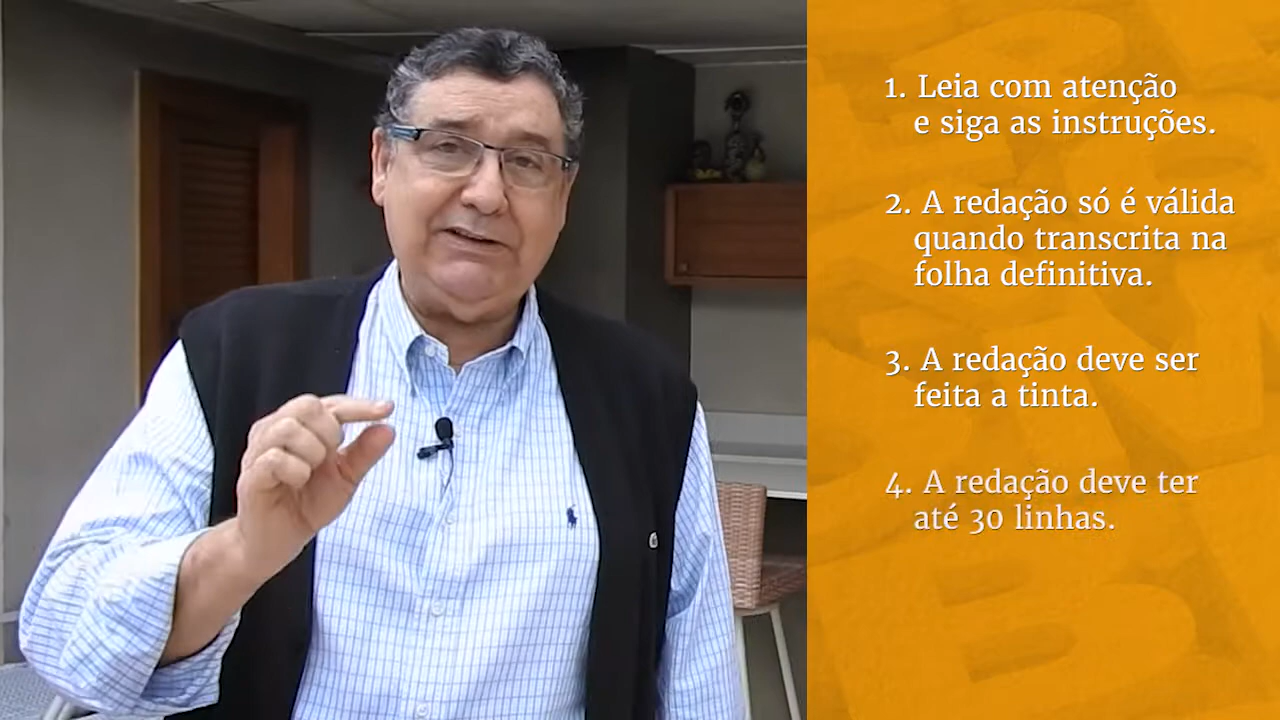 1. Leia com atenção
e siga as instruções.
2. A redação só é válida
quando transcrita na
folha definitiva.
3. A redação deve ser
feita a tinta.
4. A redação deve ter
até 30 linhas.